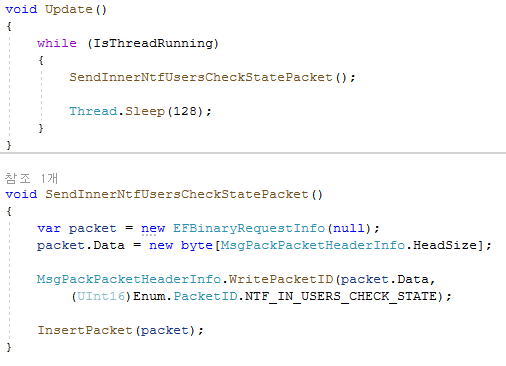 void Update()
{
while (IsThreadRunning)
{
SendInnerNtfUsersCheckStatePacket();
Thread.Sleep(128);
}
}
참조 1개
void SendInnerNtfUsersCheckStatePacket()
{
var packet = new EFBinaryRequestInfo(null);
packet.Data = new byte[MsgPackPacketHeaderInfo.HeadSize];
MsgPackPacketHeaderInfo.WritePacketID(packet.Data,
(UInt16)Enum.PacketID.NTF_IN_USERS_CHECK_STATE);
InsertPacket(packet);
}